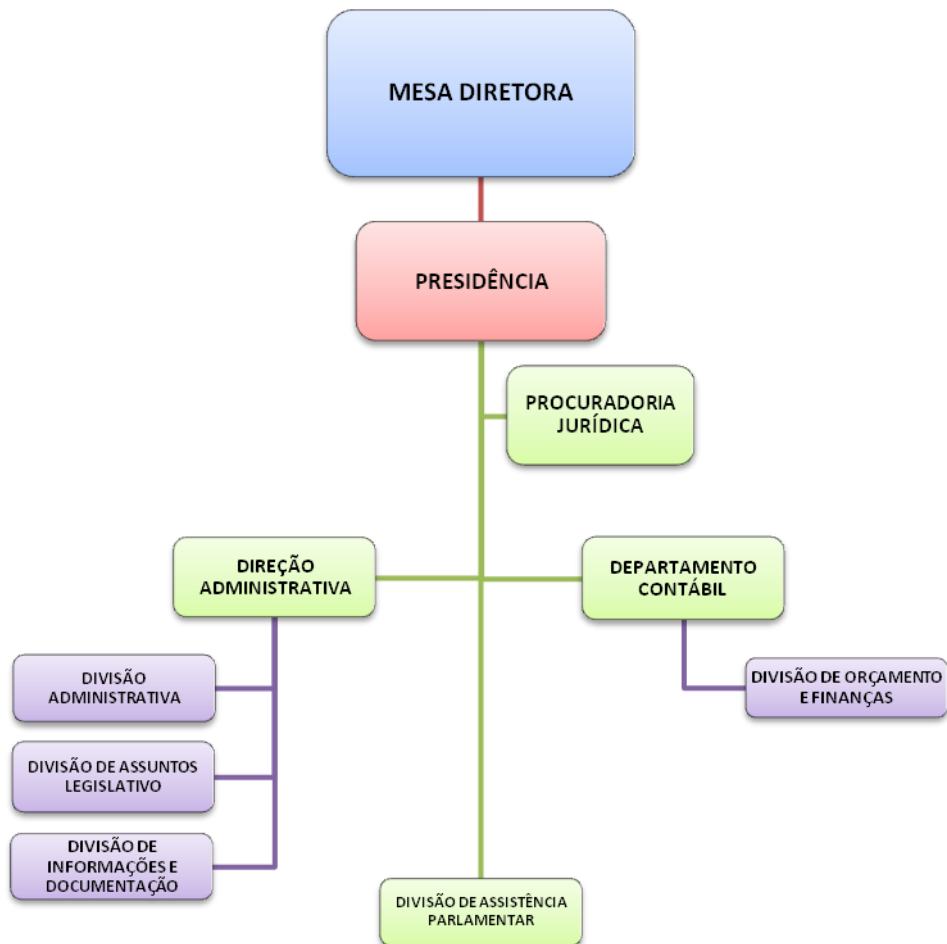 MESA DIRETORA
PRESIDÊNCIA
PROCURADORIA
JURÍDICA
DIREÇÃO
ADMINISTRATIVA
DEPARTAMENTO
CONTÁBIL
DIVISÃO
ADMINISTRATIVA
DIVISÃO DE ORÇAMENTO
E FINANÇAS
DIVISÃO DE ASSUNTOS
LEGISLATIVO
DIVISÃO DE
INFORMAÇÕES E
DOCUMENTAÇÃO
DIVISÃO DE ASSISTÊNCIA
PARLAMENTAR